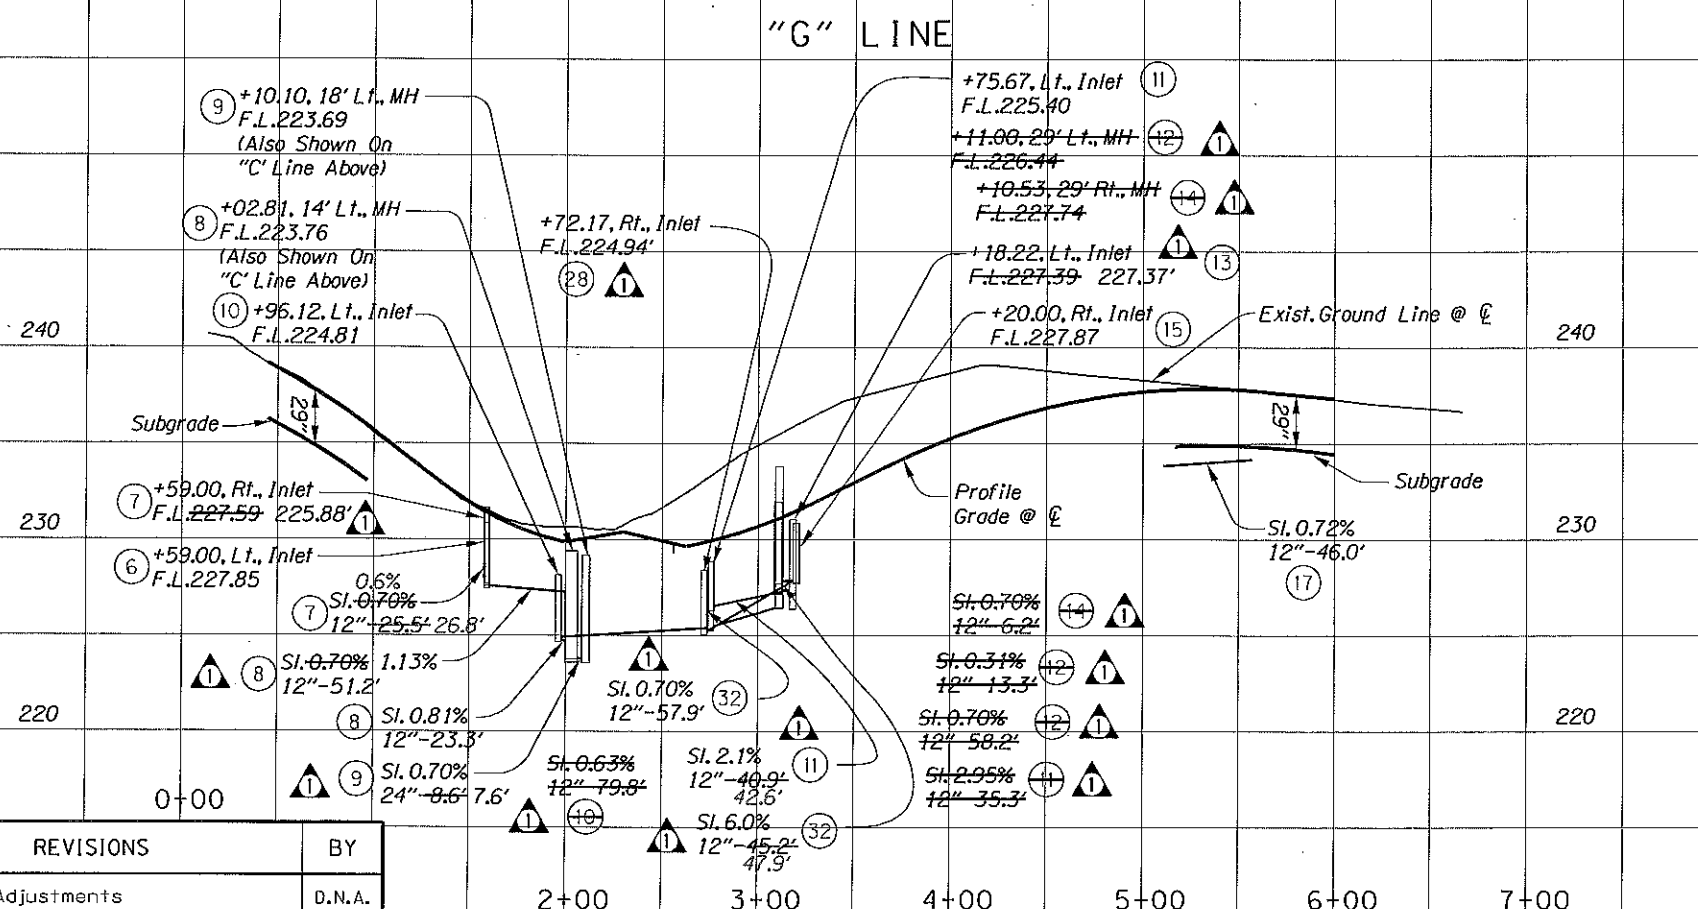 "G" LINE
9
+10.10, 18' Lt., MH
F.L.223.69
(Also Shown On
"C' Line Above)
8
+02.81, 14' Lt., MH
F.L.223.76
(Also Shown On
"C' Line Above)
10
+96.12, Lt., Inlet
F.L.224.81
+72.17, Rt., Inlet
F.L.224.94'
28
1
+75.67, Lt., Inlet
11
F.L.225.40
+11.00, 29' Lt., MH
12
1
F.L.226.44
+10.53, 29' Rt., MH
14
1
F.L.227.74
1
+18.22, Lt., Inlet
13
F.L.227.39 227.37'
+20.00, Rt., Inlet
15
F.L.227.87
Exist. Ground Line @ ℄
240
240
29"
Subgrade
29"
Subgrade
7
+59.00, Rt., Inlet
F.L.227.59 225.88'
1
6
+59.00, Lt., Inlet
F.L.227.85
230
230
Profile
Grade @ ℄
Sl. 0.72%
12"-46.0'
17
0.6%
7
Sl. 0.70%
12"-25.5' 26.8'
1
8
Sl. 0.70% 1.13%
12"-51.2'
8
Sl. 0.81%
12"-23.3'
1
9
Sl. 0.70%
24"-8.6' 7.6'
Sl. 0.63%
12"-79.8'
1
10
1
Sl. 0.70%
12"-57.9'
32
1
Sl. 2.1%
11
12"-40.9'
42.6'
1
Sl. 6.0%
32
12"-45.2'
47.9'
Sl. 0.70%
14
1
12"-6.2'
Sl. 0.31%
12
1
12"-13.3'
Sl. 0.70%
12
1
12"-58.2'
Sl. 2.95%
11
1
12"-35.3'
220
220
0+00
2+00
3+00
4+00
5+00
6+00
7+00
REVISIONS
BY
Adjustments
D.N.A.